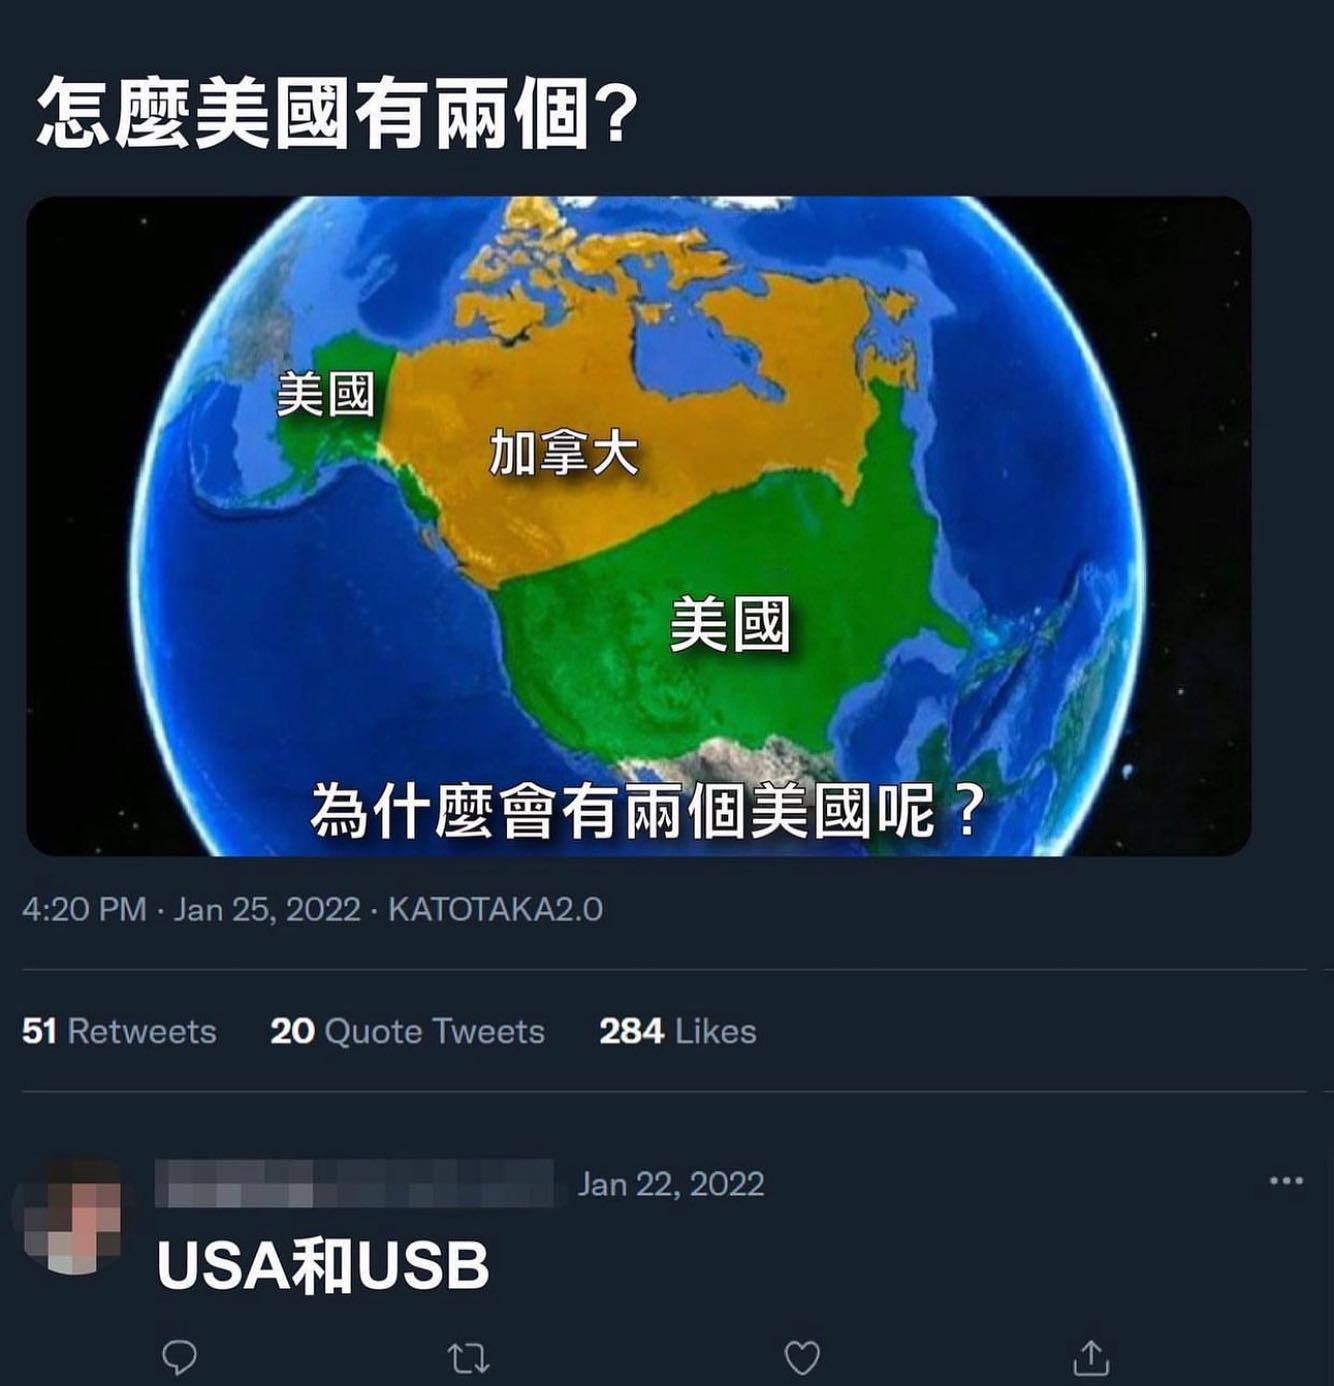 怎麼美國有兩個?
美國
加拿大
美國
為什麼會有兩個美國呢？
4:20 PM · Jan 25, 2022 · KATOTAKA2.0
51 Retweets 20 Quote Tweets 284 Likes
Jan 22, 2022
USA和USB